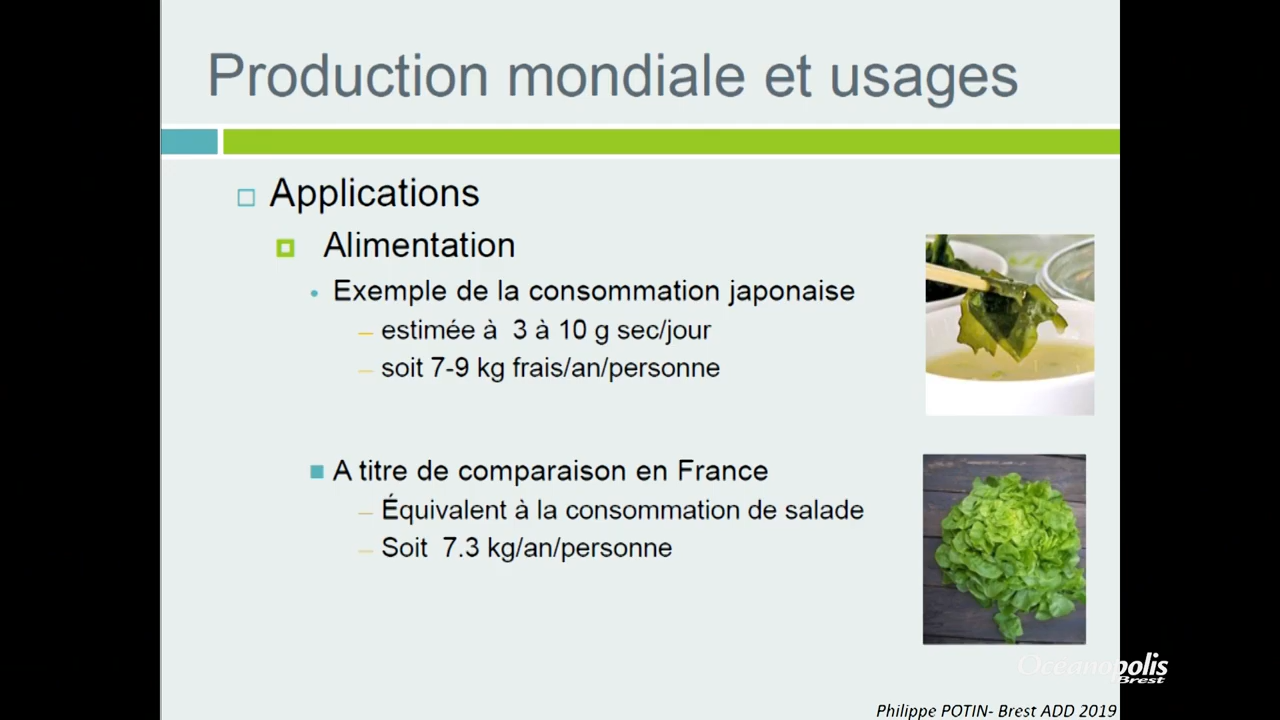 Production mondiale et usages
Applications
Alimentation
Exemple de la consommation japonaise
estimée à 3 à 10 g sec/jour
soit 7-9 kg frais/an/personne
A titre de comparaison en France
Équivalent à la consommation de salade
Soit 7.3 kg/an/personne
Océanopolis
Brest
Philippe POTIN- Brest ADD 2019